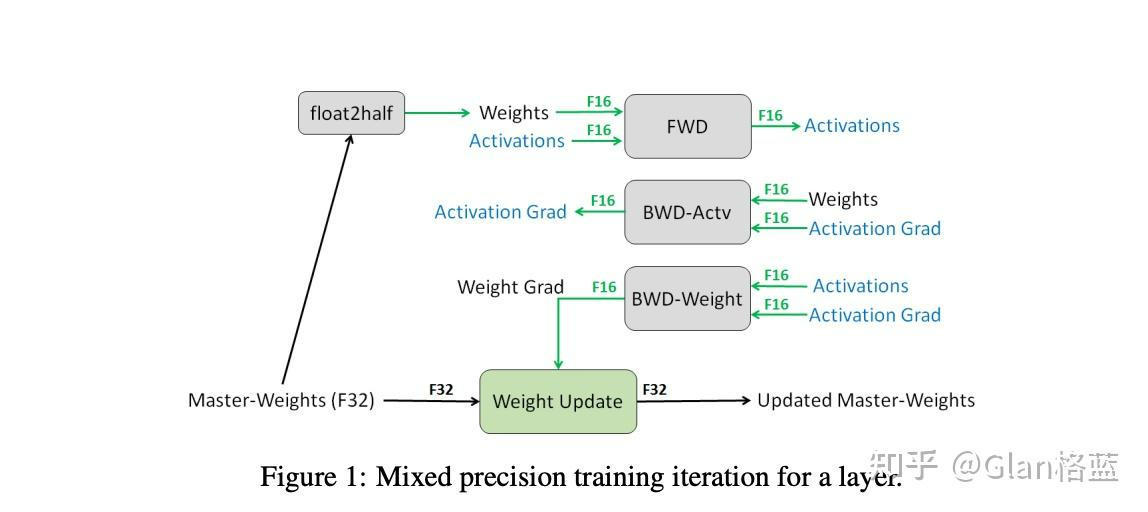 float2half
Weights
F16
Activations
F16
FWD
F16
Activations
Activation Grad
F16
BWD-Actv
F16
Weights
F16
Activation Grad
Weight Grad
F16
BWD-Weight
F16
Activations
F16
Activation Grad
Master-Weights (F32)
F32
Weight Update
F32
Updated Master-Weights
Figure 1: Mixed precision training iteration for a layer.
知乎 @Glan格蓝